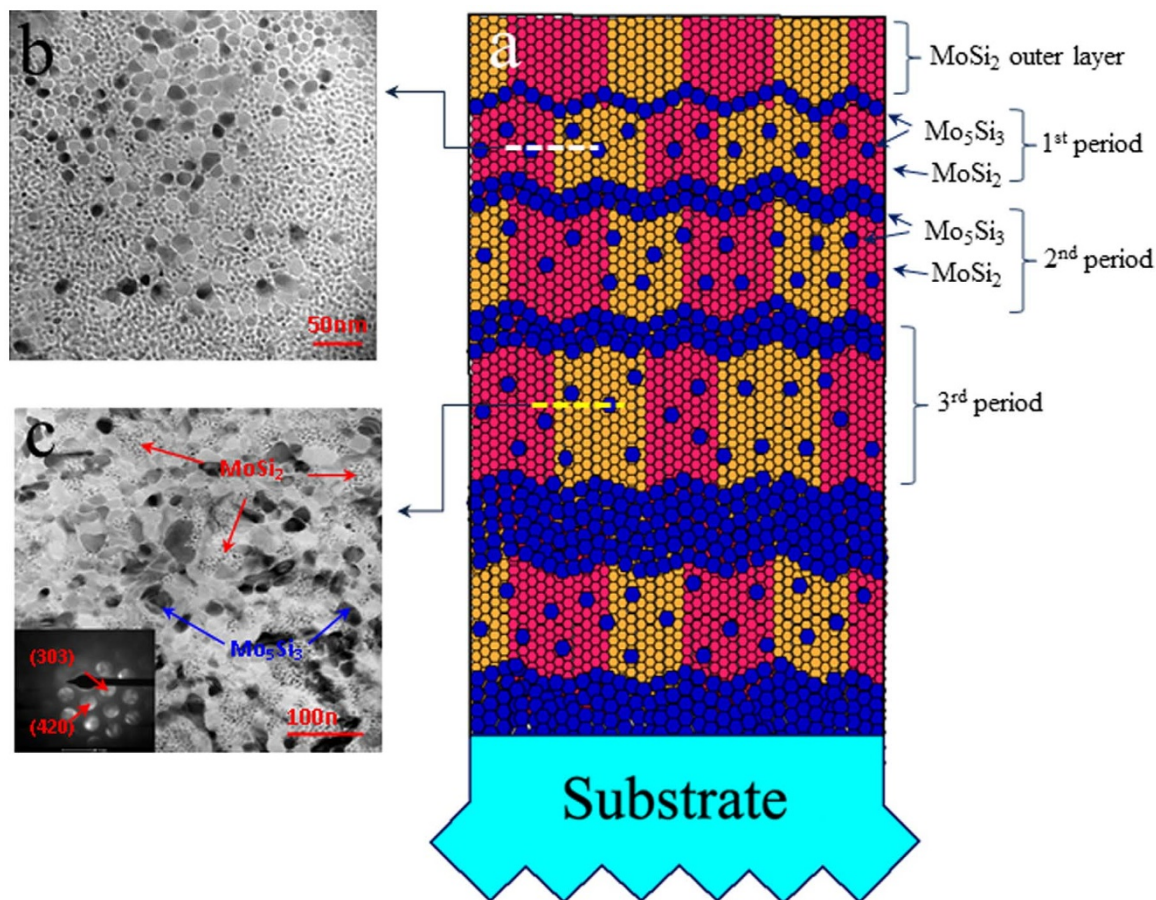 b
50nm
c
MoSi₂
Mo₅Si₃
(303)
(420)
100n
a
MoSi₂ outer layer
Mo₅Si₃
MoSi₂
1st period
Mo₅Si₃
MoSi₂
2nd period
3rd period
Substrate